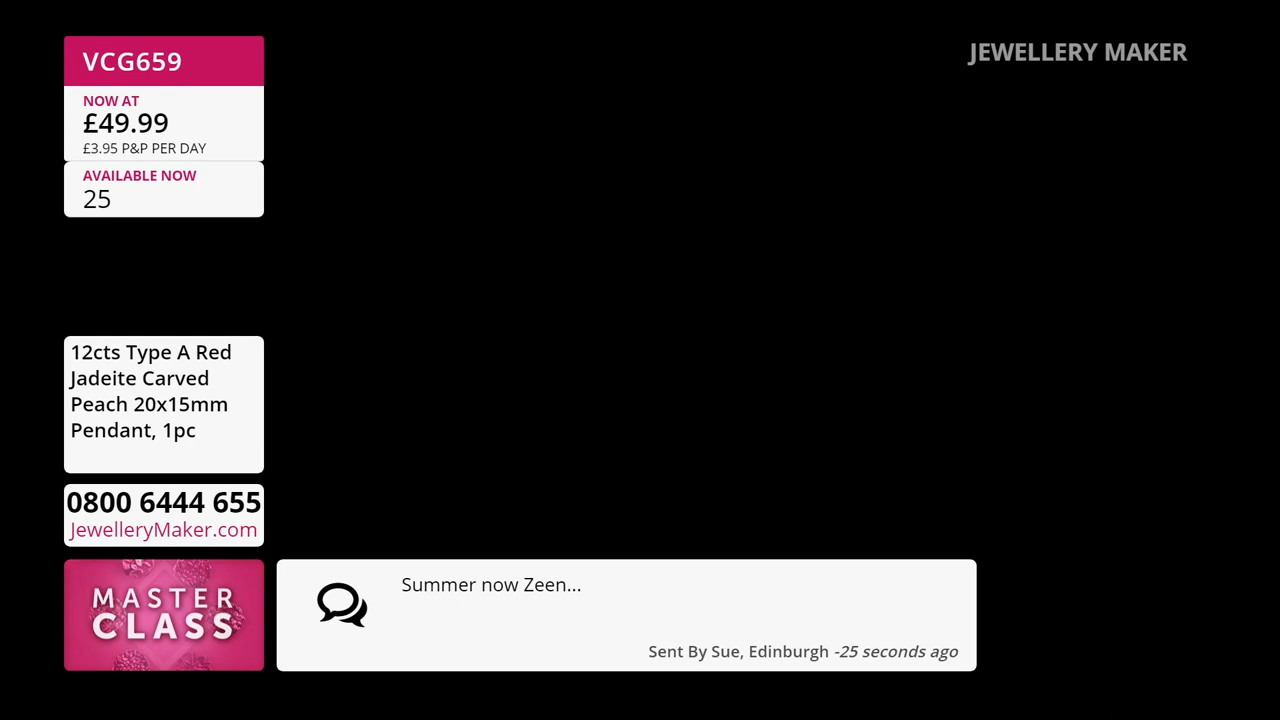 VCG659
NOW AT
£49.99
£3.95 P&P PER DAY
AVAILABLE NOW
25
JEWELLERY MAKER
12cts Type A Red
Jadeite Carved
Peach 20x15mm
Pendant, 1pc
0800 6444 655
JewelleryMaker.com
MASTER
CLASS
Summer now Zeen...
Sent By Sue, Edinburgh -25 seconds ago